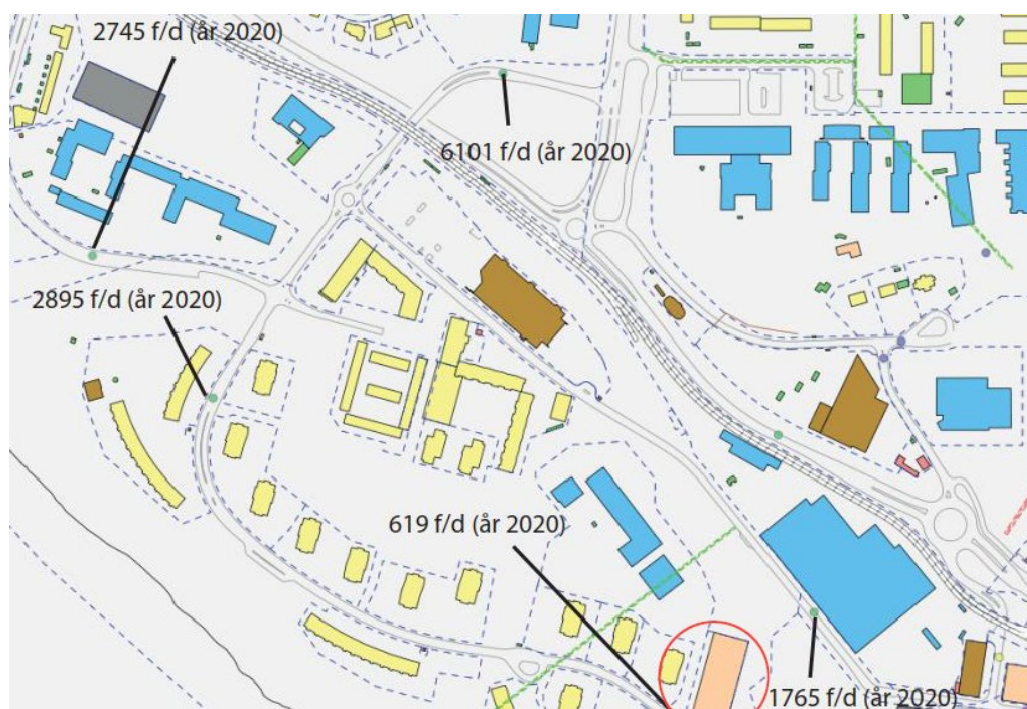 2745 f/d (år 2020)
6101 f/d (år 2020)
2895 f/d (år 2020)
619 f/d (år 2020)
1765 f/d (år 2020)